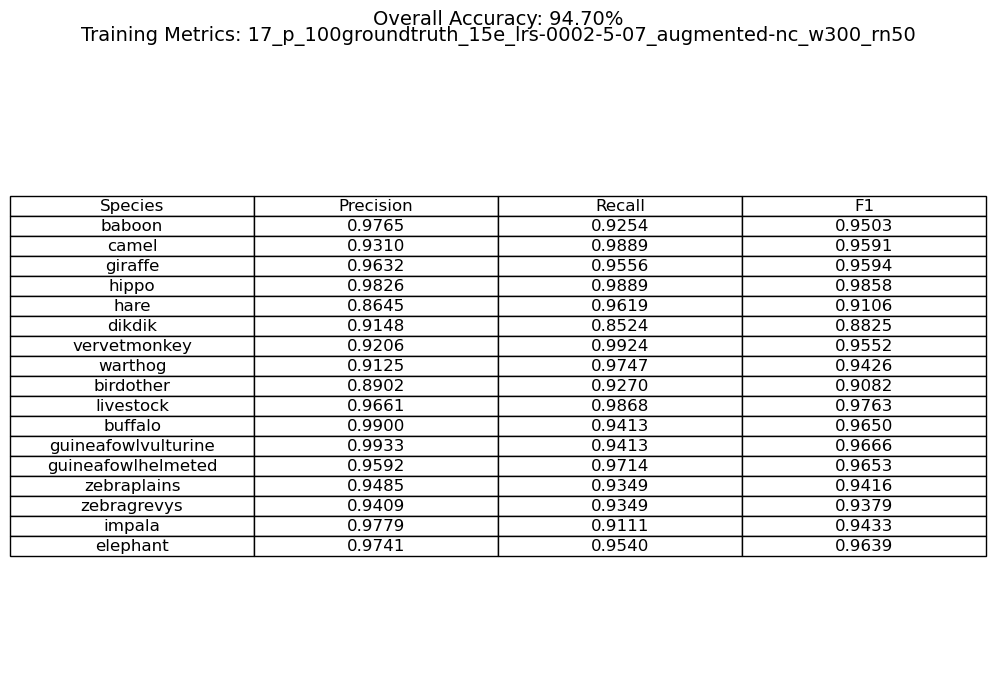 Overall Accuracy: 94.70%
Training Metrics: 17_p_100groundtruth_15e_lrs-0002-5-07_augmented-nc_w300_rn50
Species Precision Recall F1
baboon 0.9765 0.9254 0.9503
camel 0.9310 0.9889 0.9591
giraffe 0.9632 0.9556 0.9594
hippo 0.9826 0.9889 0.9858
hare 0.8645 0.9619 0.9106
dikdik 0.9148 0.8524 0.8825
vervetmonkey 0.9206 0.9924 0.9552
warthog 0.9125 0.9747 0.9426
birdother 0.8902 0.9270 0.9082
livestock 0.9661 0.9868 0.9763
buffalo 0.9900 0.9413 0.9650
guineafowlvulturine 0.9933 0.9413 0.9666
guineafowlhelmeted 0.9592 0.9714 0.9653
zebraplains 0.9485 0.9349 0.9416
zebragrevys 0.9409 0.9349 0.9379
impala 0.9779 0.9111 0.9433
elephant 0.9741 0.9540 0.9639